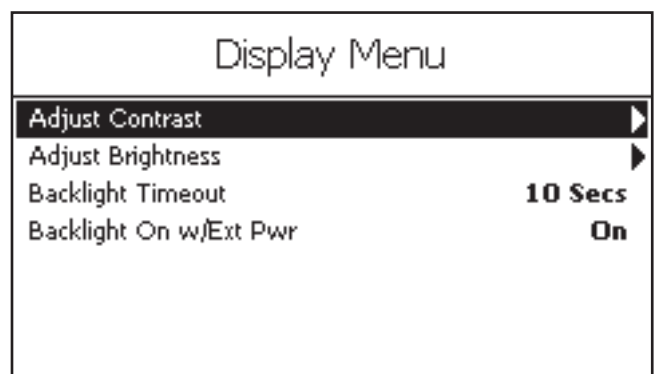 Display Menu
Adjust Contrast
Adjust Brightness
Backlight Timeout 10 Secs
Backlight On w/Ext Pwr On